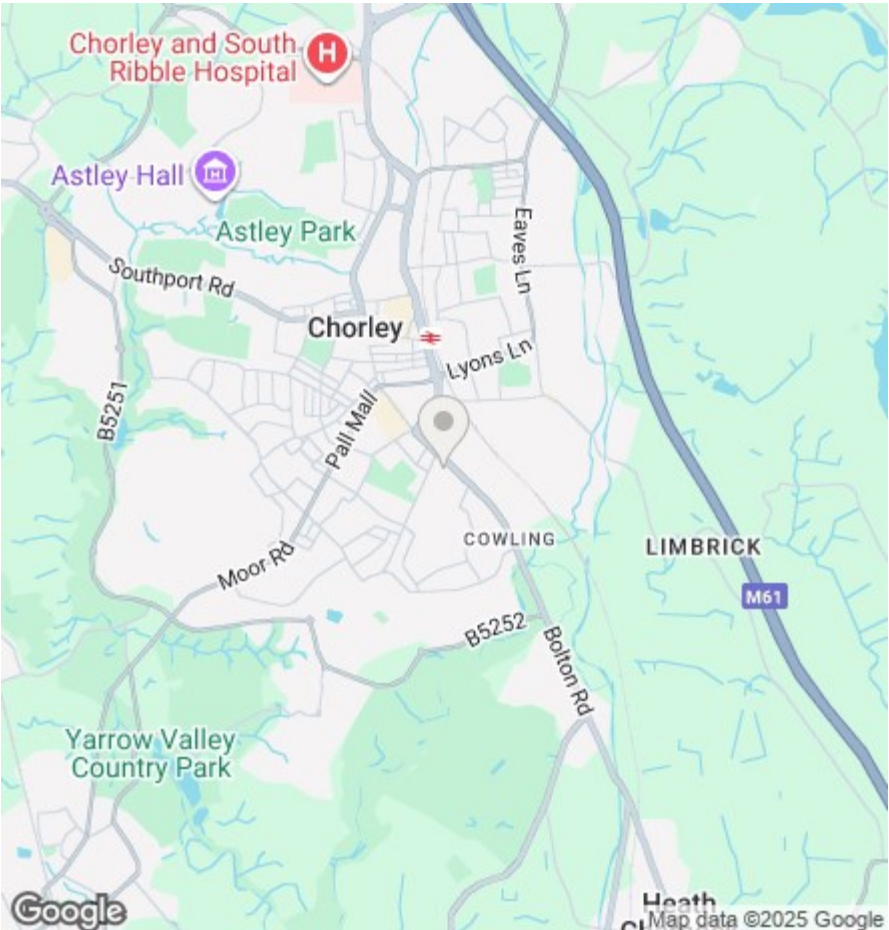 Chorley and South
Ribble Hospital
H
Astley Hall
Astley Park
Eaves Ln
Southport Rd
Chorley
Lyons Ln
B5251
Pall Mall
COWLING
LIMBRICK
Moor Rd
M61
B5252
Bolton Rd
Yarrow Valley
Country Park
Heath
Google
Map data ©2025 Google